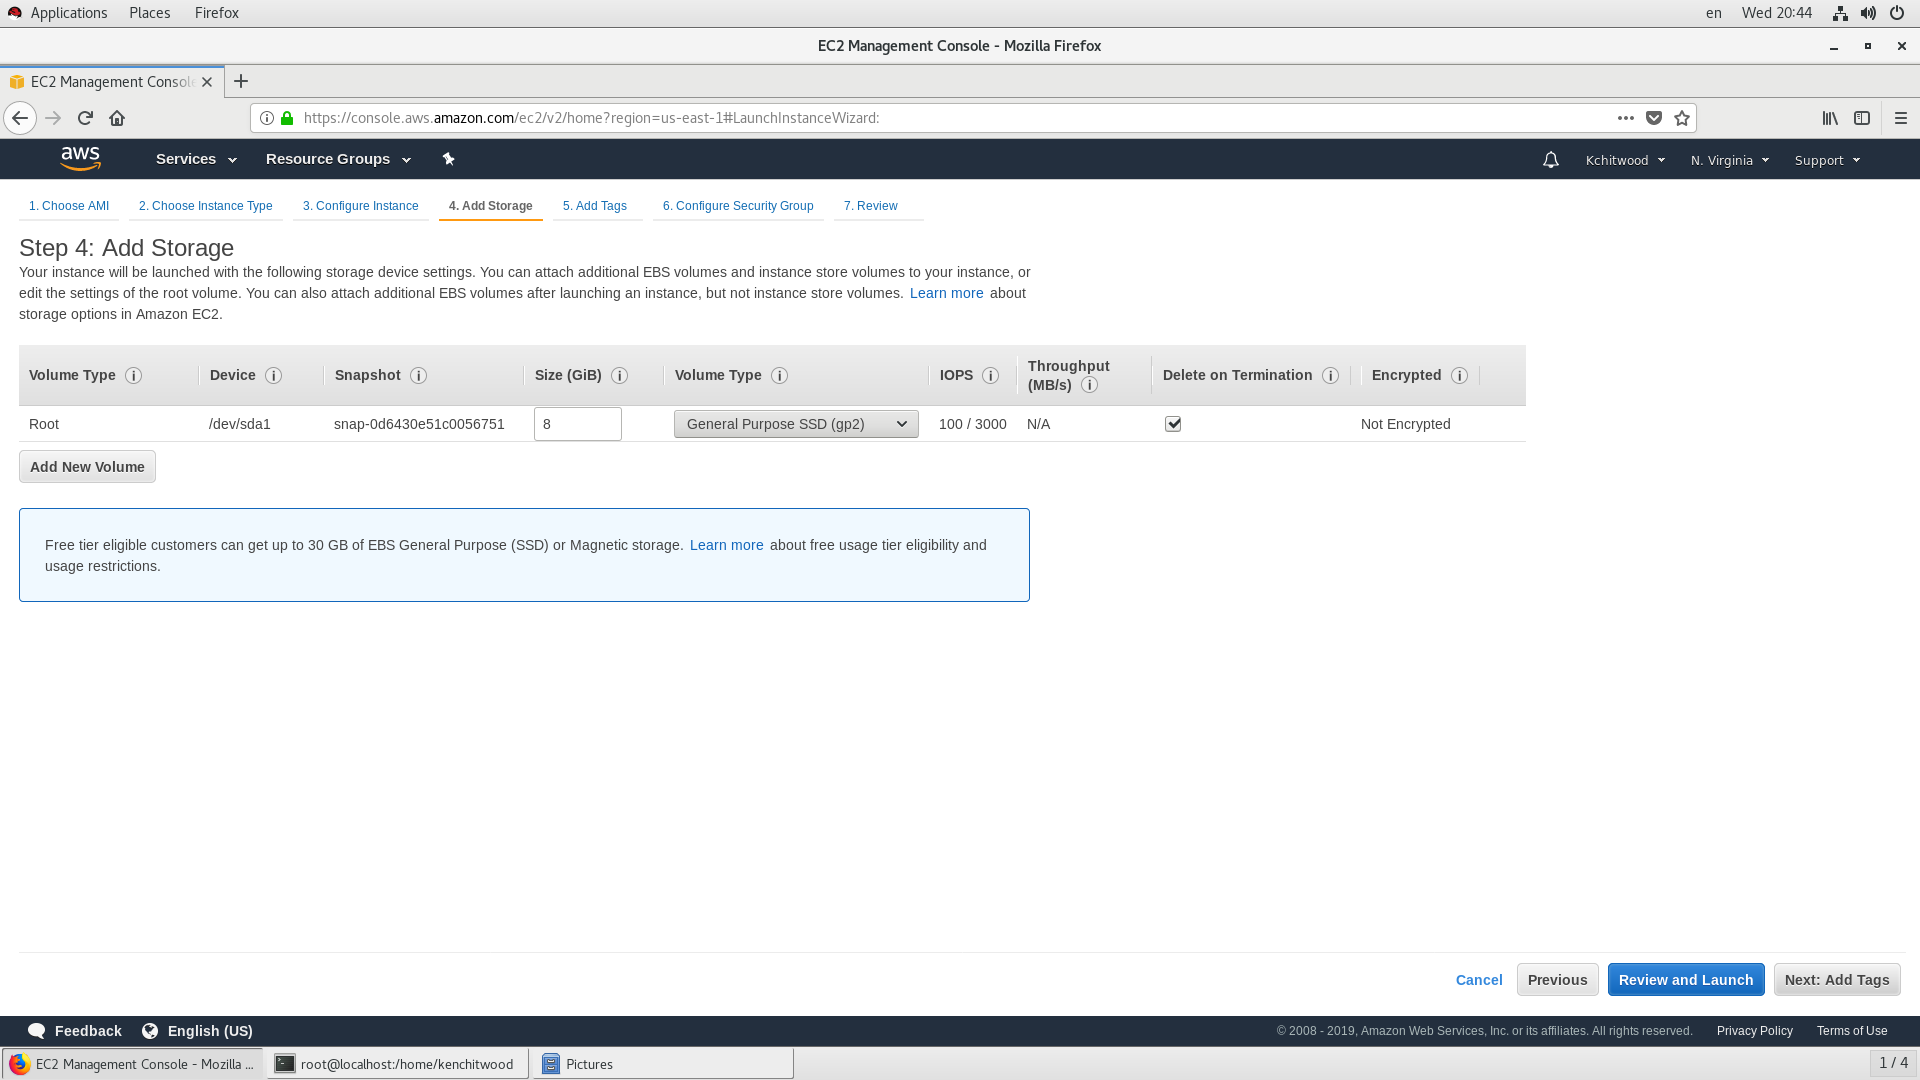 Applications Places Firefox en Wed 20:44
EC2 Management Console - Mozilla Firefox
EC2 Management Console
https://console.aws.amazon.com/ec2/v2/home?region=us-east-1#LaunchInstanceWizard:
aws Services Resource Groups Kchitwood N. Virginia Support
1. Choose AMI 2. Choose Instance Type 3. Configure Instance 4. Add Storage 5. Add Tags 6. Configure Security Group 7. Review
Step 4: Add Storage
Your instance will be launched with the following storage device settings. You can attach additional EBS volumes and instance store volumes to your instance, or
edit the settings of the root volume. You can also attach additional EBS volumes after launching an instance, but not instance store volumes. Learn more about
storage options in Amazon EC2.
Volume Type Device Snapshot Size (GiB) Volume Type IOPS Throughput (MB/s) Delete on Termination Encrypted
Root /dev/sda1 snap-0d6430e51c0056751 8 General Purpose SSD (gp2) 100 / 3000 N/A Not Encrypted
Add New Volume
Free tier eligible customers can get up to 30 GB of EBS General Purpose (SSD) or Magnetic storage. Learn more about free usage tier eligibility and
usage restrictions.
Cancel Previous Review and Launch Next: Add Tags
Feedback English (US) © 2008 - 2019, Amazon Web Services, Inc. or its affiliates. All rights reserved. Privacy Policy Terms of Use
EC2 Management Console - Mozilla ... root@localhost:/home/kenchitwood Pictures 1 / 4